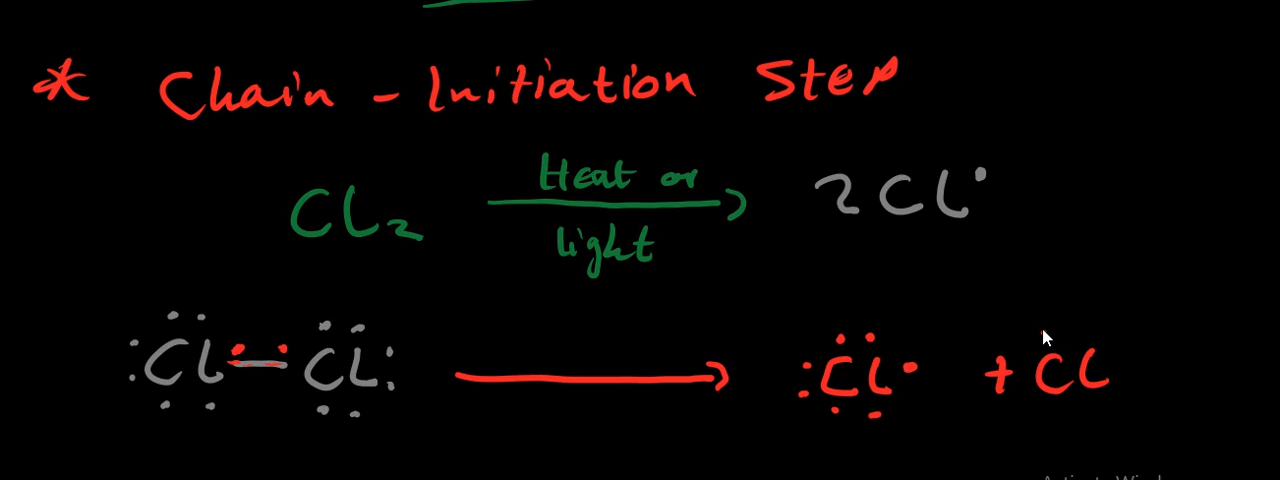 * Chain - Initiation Step
Heat or
Cl₂ → 2Cl•
light
:Cl — Cl: → :Cl• + Cl